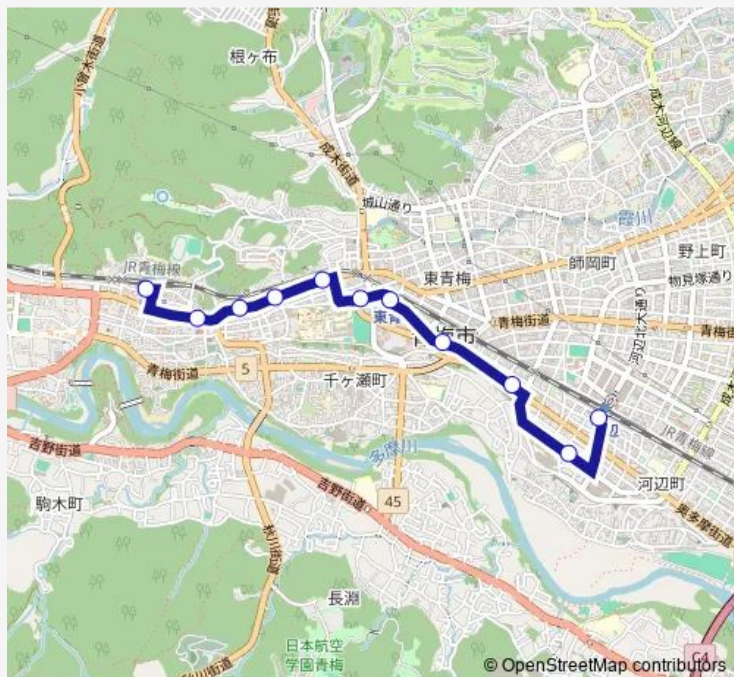 小曾木街道
根ヶ布
成木街道
城山通り
成木河辺線
霞川
師岡町
野上町
物見塚通り
JR青梅線
東青梅
青梅街道
青梅街道
河辺北大通り
5
青梅街道
千ヶ瀬町
多摩川
JR青梅線
吉野街道
駒木町
吉野街道
45
河辺町
奥多摩街道
長淵
日本航空
学園青梅
秋川街道
© OpenStreetMap contributors